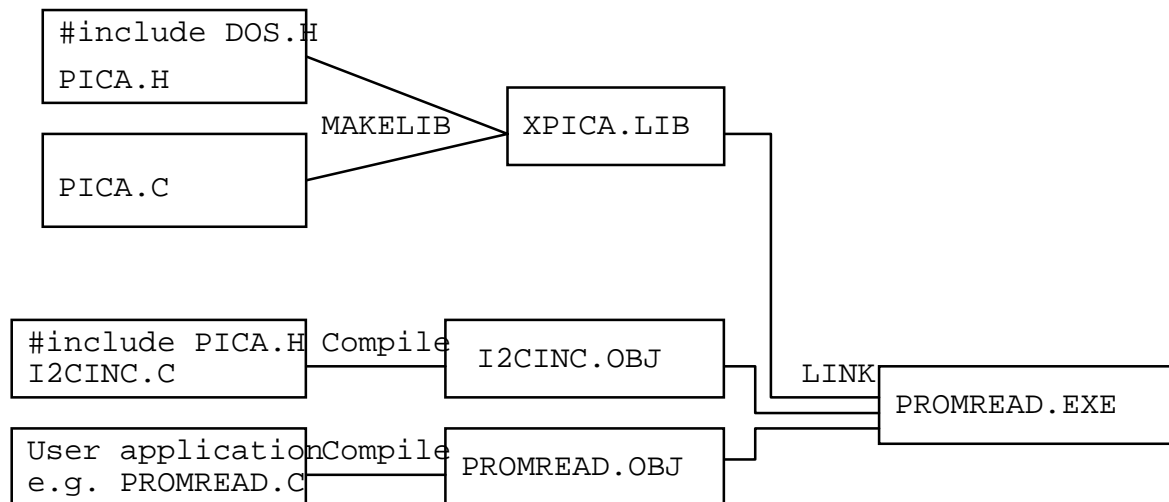 #include DOS.H
PICA.H
MAKELIB
XPICA.LIB
PICA.C
#include PICA.H
I2CINC.C
Compile
I2CINC.OBJ
LINK
PROMREAD.EXE
User application
e.g. PROMREAD.C
Compile
PROMREAD.OBJ